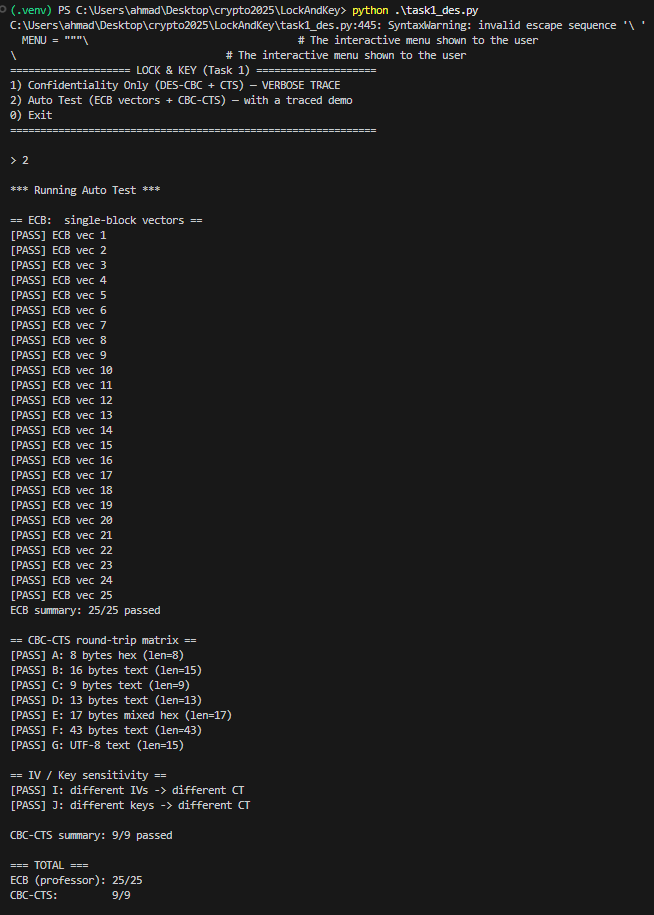 (.venv) PS C:\Users\ahmad\Desktop\crypto2025\LockAndKey> python .\task1_des.py
C:\Users\ahmad\Desktop\crypto2025\LockAndKey\task1_des.py:445: SyntaxWarning: invalid escape sequence '\ '
MENU = """\ # The interactive menu shown to the user
\ # The interactive menu shown to the user
==================== LOCK & KEY (Task 1) ====================
1) Confidentiality Only (DES-CBC + CTS) — VERBOSE TRACE
2) Auto Test (ECB vectors + CBC-CTS) — with a traced demo
0) Exit
=============================================================
> 2
*** Running Auto Test ***
== ECB: single-block vectors ==
[PASS] ECB vec 1
[PASS] ECB vec 2
[PASS] ECB vec 3
[PASS] ECB vec 4
[PASS] ECB vec 5
[PASS] ECB vec 6
[PASS] ECB vec 7
[PASS] ECB vec 8
[PASS] ECB vec 9
[PASS] ECB vec 10
[PASS] ECB vec 11
[PASS] ECB vec 12
[PASS] ECB vec 13
[PASS] ECB vec 14
[PASS] ECB vec 15
[PASS] ECB vec 16
[PASS] ECB vec 17
[PASS] ECB vec 18
[PASS] ECB vec 19
[PASS] ECB vec 20
[PASS] ECB vec 21
[PASS] ECB vec 22
[PASS] ECB vec 23
[PASS] ECB vec 24
[PASS] ECB vec 25
ECB summary: 25/25 passed
== CBC-CTS round-trip matrix ==
[PASS] A: 8 bytes hex (len=8)
[PASS] B: 16 bytes text (len=15)
[PASS] C: 9 bytes text (len=9)
[PASS] D: 13 bytes text (len=13)
[PASS] E: 17 bytes mixed hex (len=17)
[PASS] F: 43 bytes text (len=43)
[PASS] G: UTF-8 text (len=15)
== IV / Key sensitivity ==
[PASS] I: different IVs -> different CT
[PASS] J: different keys -> different CT
CBC-CTS summary: 9/9 passed
=== TOTAL ===
ECB (professor): 25/25
CBC-CTS: 9/9